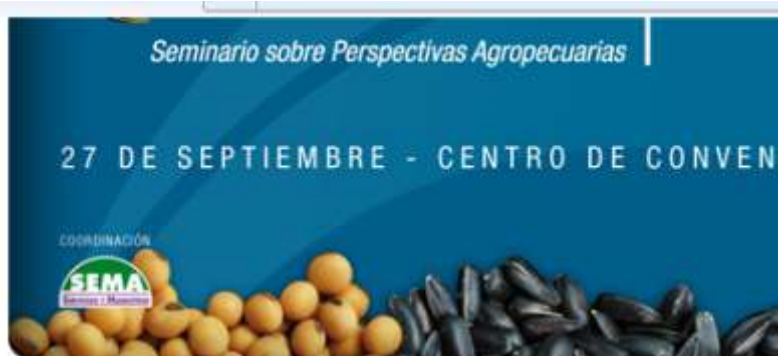 Seminario sobre Perspectivas Agropecuarias
27 DE SEPTIEMBRE - CENTRO DE CONVEN
COORDINACIÓN
SEMA